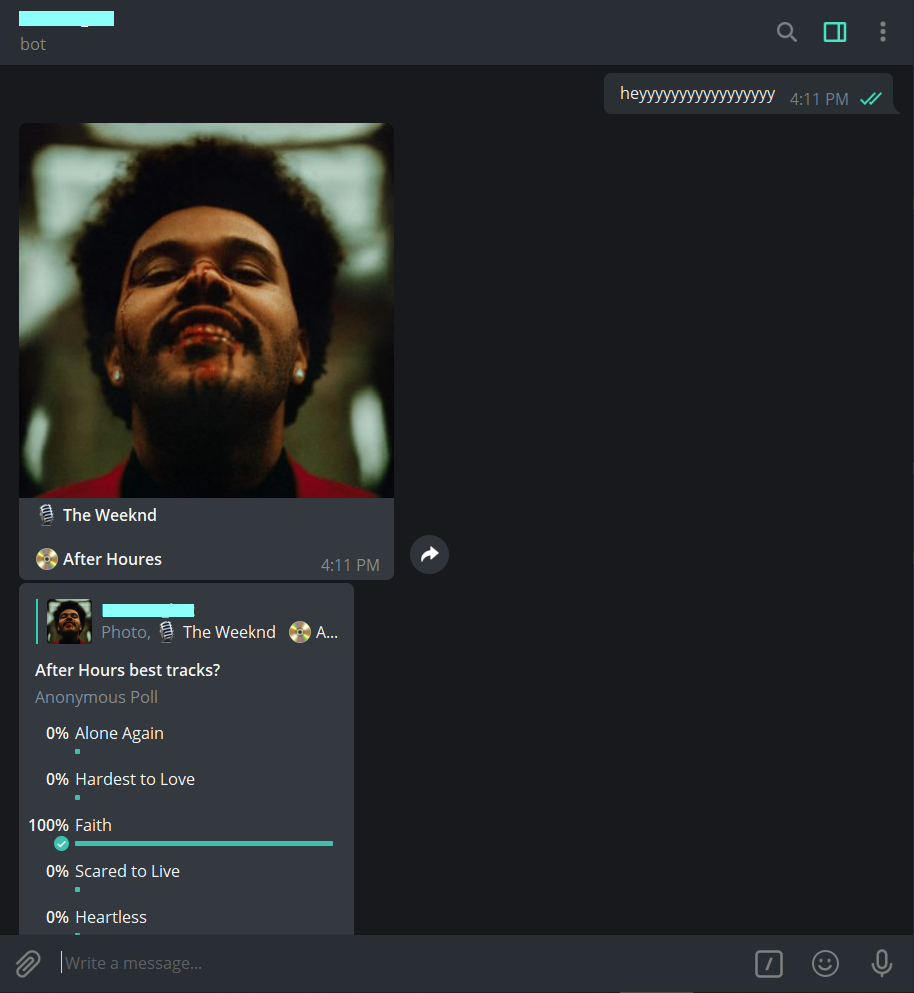 bot
heyyyyyyyyyyyyyyyyy 4:11 PM
The Weeknd
After Houres
4:11 PM
Photo, The Weeknd A...
After Hours best tracks?
Anonymous Poll
0% Alone Again
0% Hardest to Love
100% Faith
0% Scared to Live
0% Heartless
Write a message...